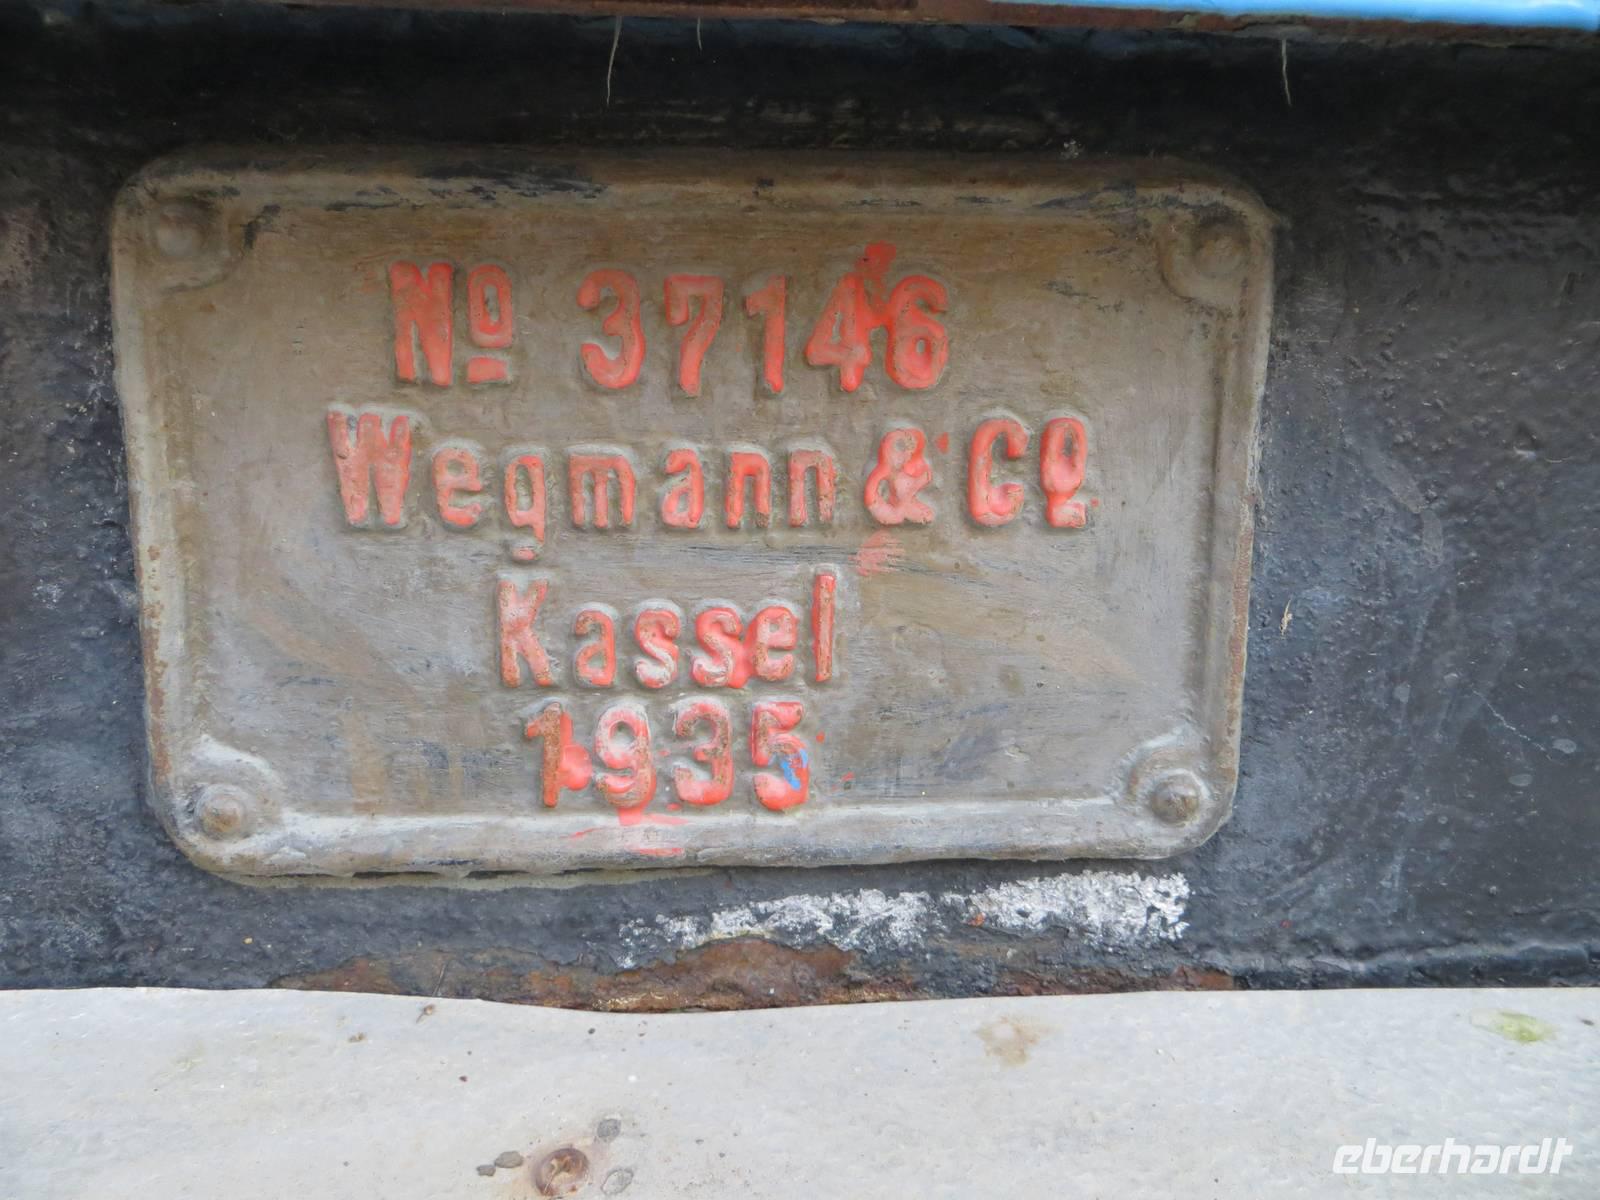 Nº 37146
Wegmann & Cº
Kassel
1935
eberhardt